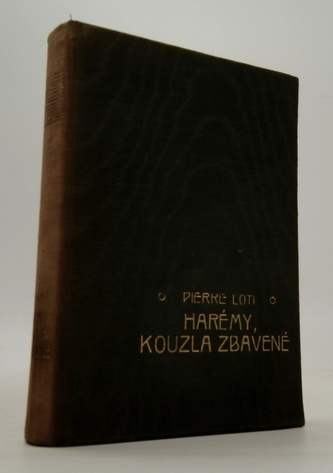 PIERRE LOTI
HARÉMY,
KOUZLA ZBAVENÉ